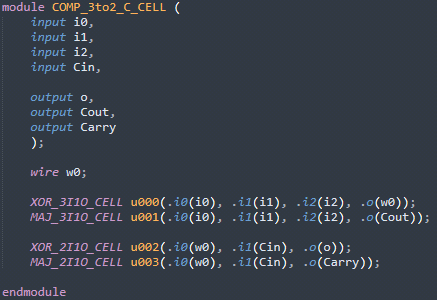 module COMP_3to2_C_CELL (
input i0,
input i1,
input i2,
input Cin,
output o,
output Cout,
output Carry
);
wire w0;
XOR_3I1O_CELL u000(.i0(i0), .i1(i1), .i2(i2), .o(w0));
MAJ_3I1O_CELL u001(.i0(i0), .i1(i1), .i2(i2), .o(Cout));
XOR_2I1O_CELL u002(.i0(w0), .i1(Cin), .o(o));
MAJ_2I1O_CELL u003(.i0(w0), .i1(Cin), .o(Carry));
endmodule